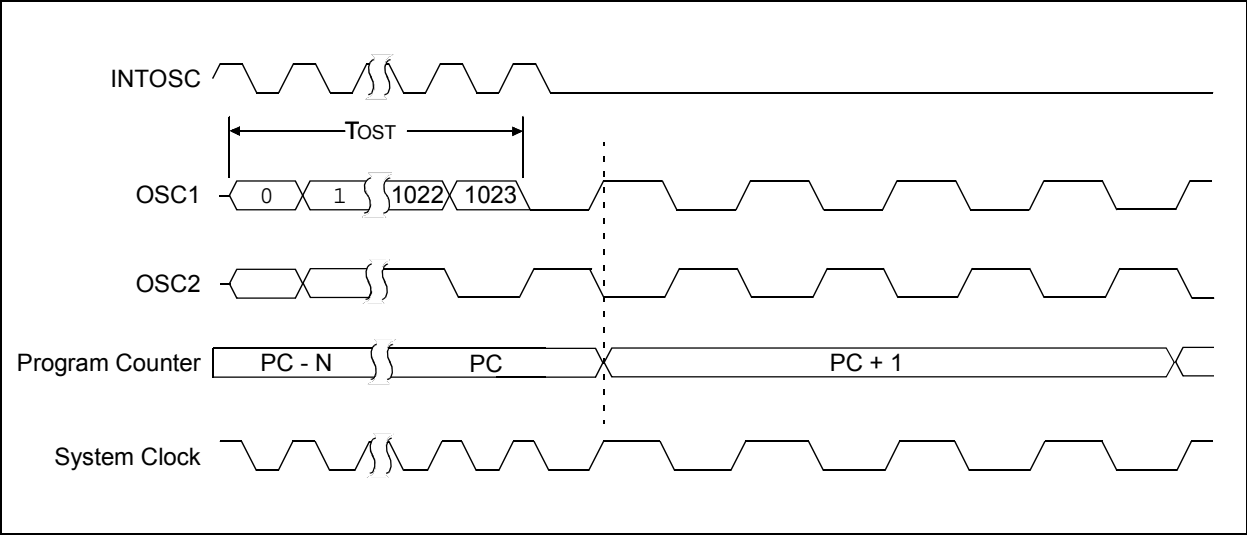 INTOSC
TOST
OSC1 0 1 1022 1023
OSC2
Program Counter PC - N PC PC + 1
System Clock